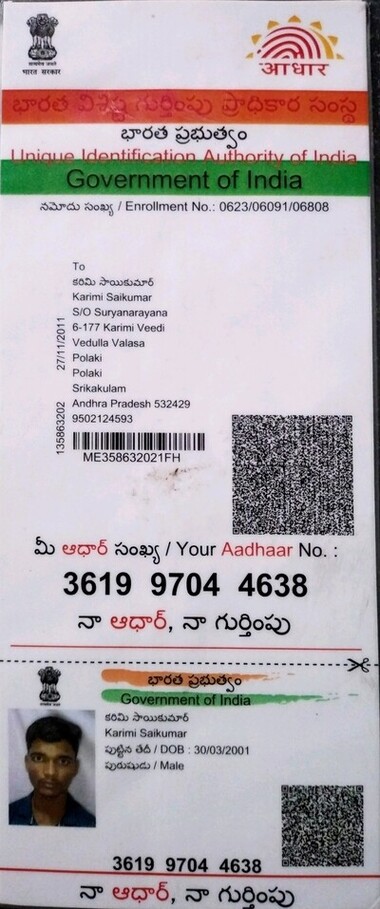 सत्यमेव जयते
भारत सरकार
आधार
భారత విశిష్ట గుర్తింపు ప్రాధికార సంస్థ
భారత ప్రభుత్వం
Unique Identification Authority of India
Government of India
నమోదు సంఖ్య / Enrollment No.: 0623/06091/06808
To
కరిమి సాయికుమార్
Karimi Saikumar
S/O Suryanarayana
6-177 Karimi Veedi
Vedulla Valasa
Polaki
Polaki
Srikakulam
Andhra Pradesh 532429
9502124593
27/11/2011
135863202
ME358632021FH
మీ ఆధార్ సంఖ్య / Your Aadhaar No. :
3619 9704 4638
నా ఆధార్, నా గుర్తింపు
భారత ప్రభుత్వం
Government of India
కరిమి సాయికుమార్
Karimi Saikumar
పుట్టిన తేదీ / DOB : 30/03/2001
పురుషుడు / Male
3619 9704 4638
నా ఆధార్, నా గుర్తింపు